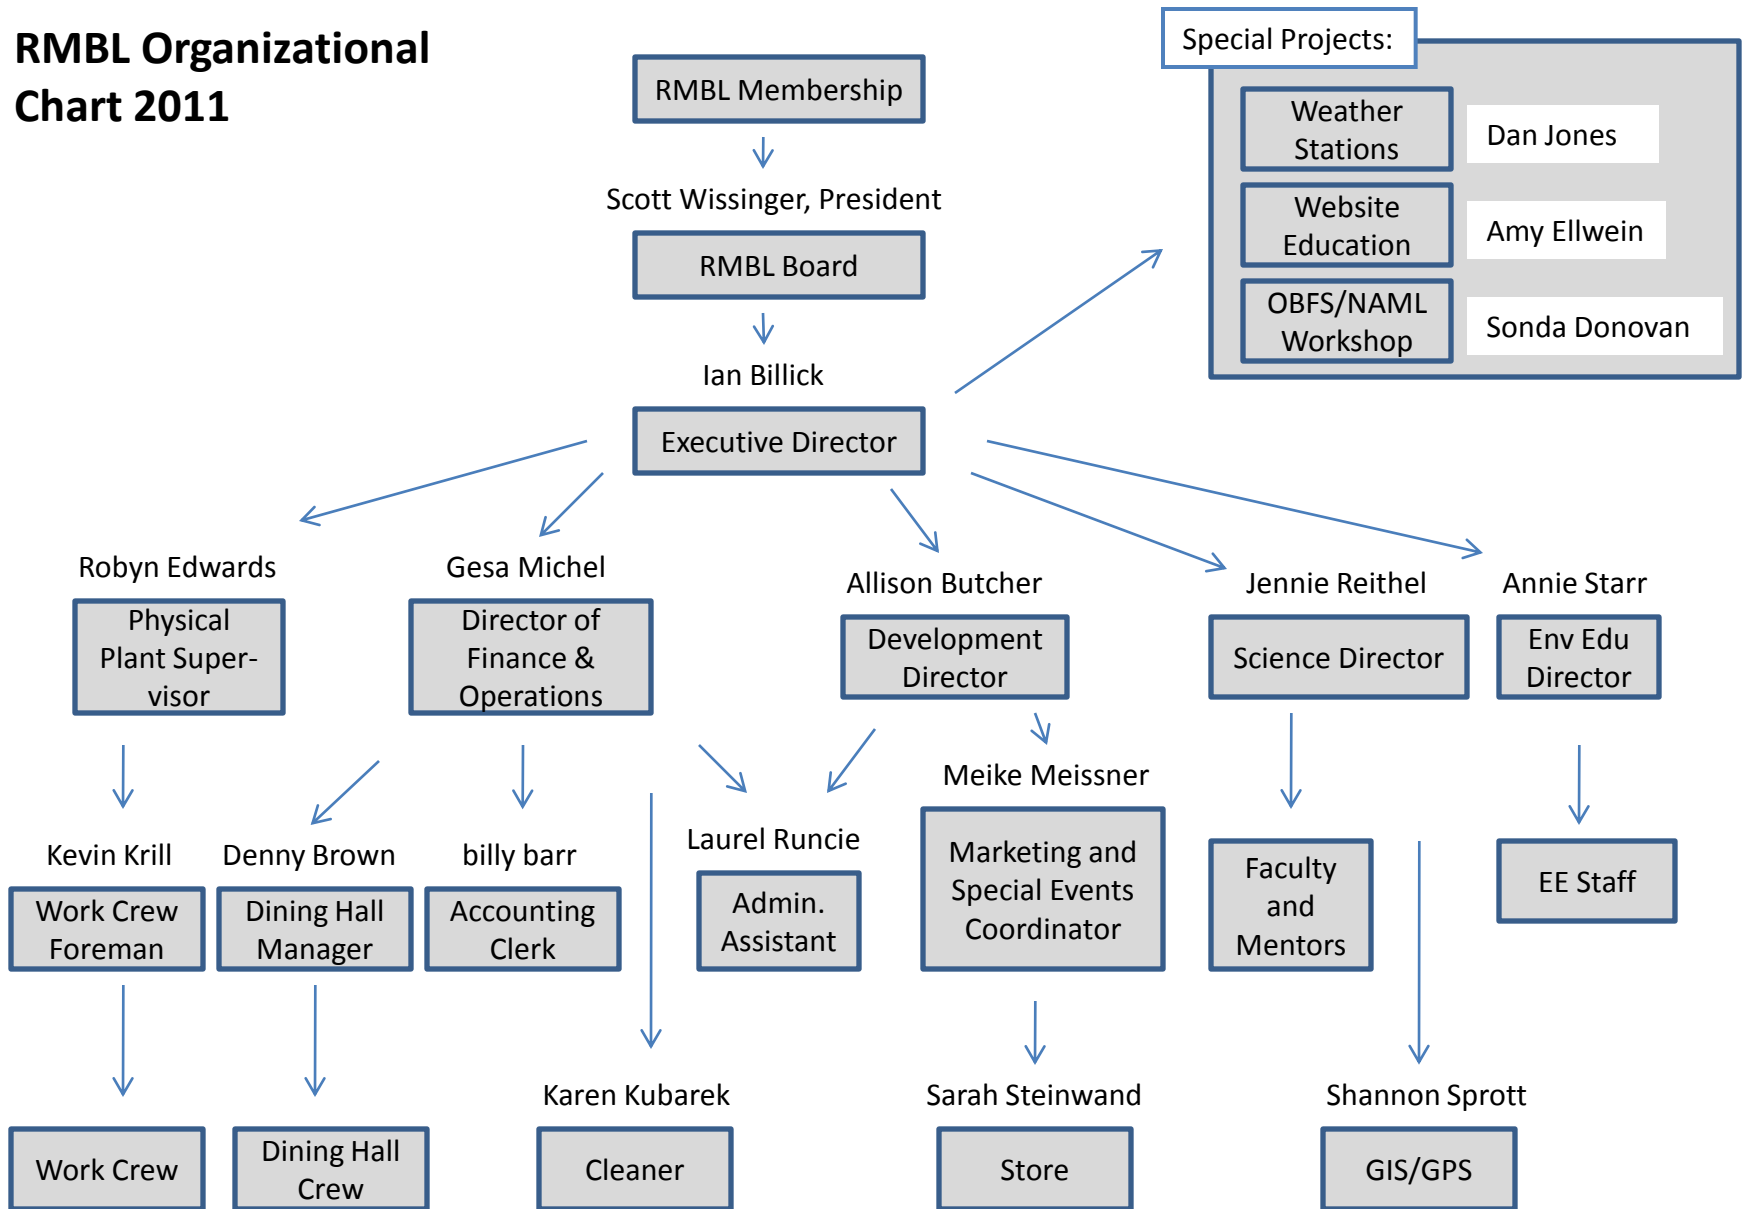 RMBL Organizational
Chart 2011
RMBL Membership
Scott Wissinger, President
RMBL Board
Ian Billick
Executive Director
Special Projects:
Weather
Stations
Dan Jones
Website
Education
Amy Ellwein
OBFS/NAML
Workshop
Sonda Donovan
Robyn Edwards
Physical
Plant Super-
visor
Gesa Michel
Director of
Finance &
Operations
Allison Butcher
Development
Director
Jennie Reithel
Science Director
Annie Starr
Env Edu
Director
Kevin Krill
Work Crew
Foreman
Denny Brown
Dining Hall
Manager
billy barr
Accounting
Clerk
Laurel Runcie
Admin.
Assistant
Meike Meissner
Marketing and
Special Events
Coordinator
Faculty
and
Mentors
EE Staff
Work Crew
Dining Hall
Crew
Karen Kubarek
Cleaner
Sarah Steinwand
Store
Shannon Sprott
GIS/GPS